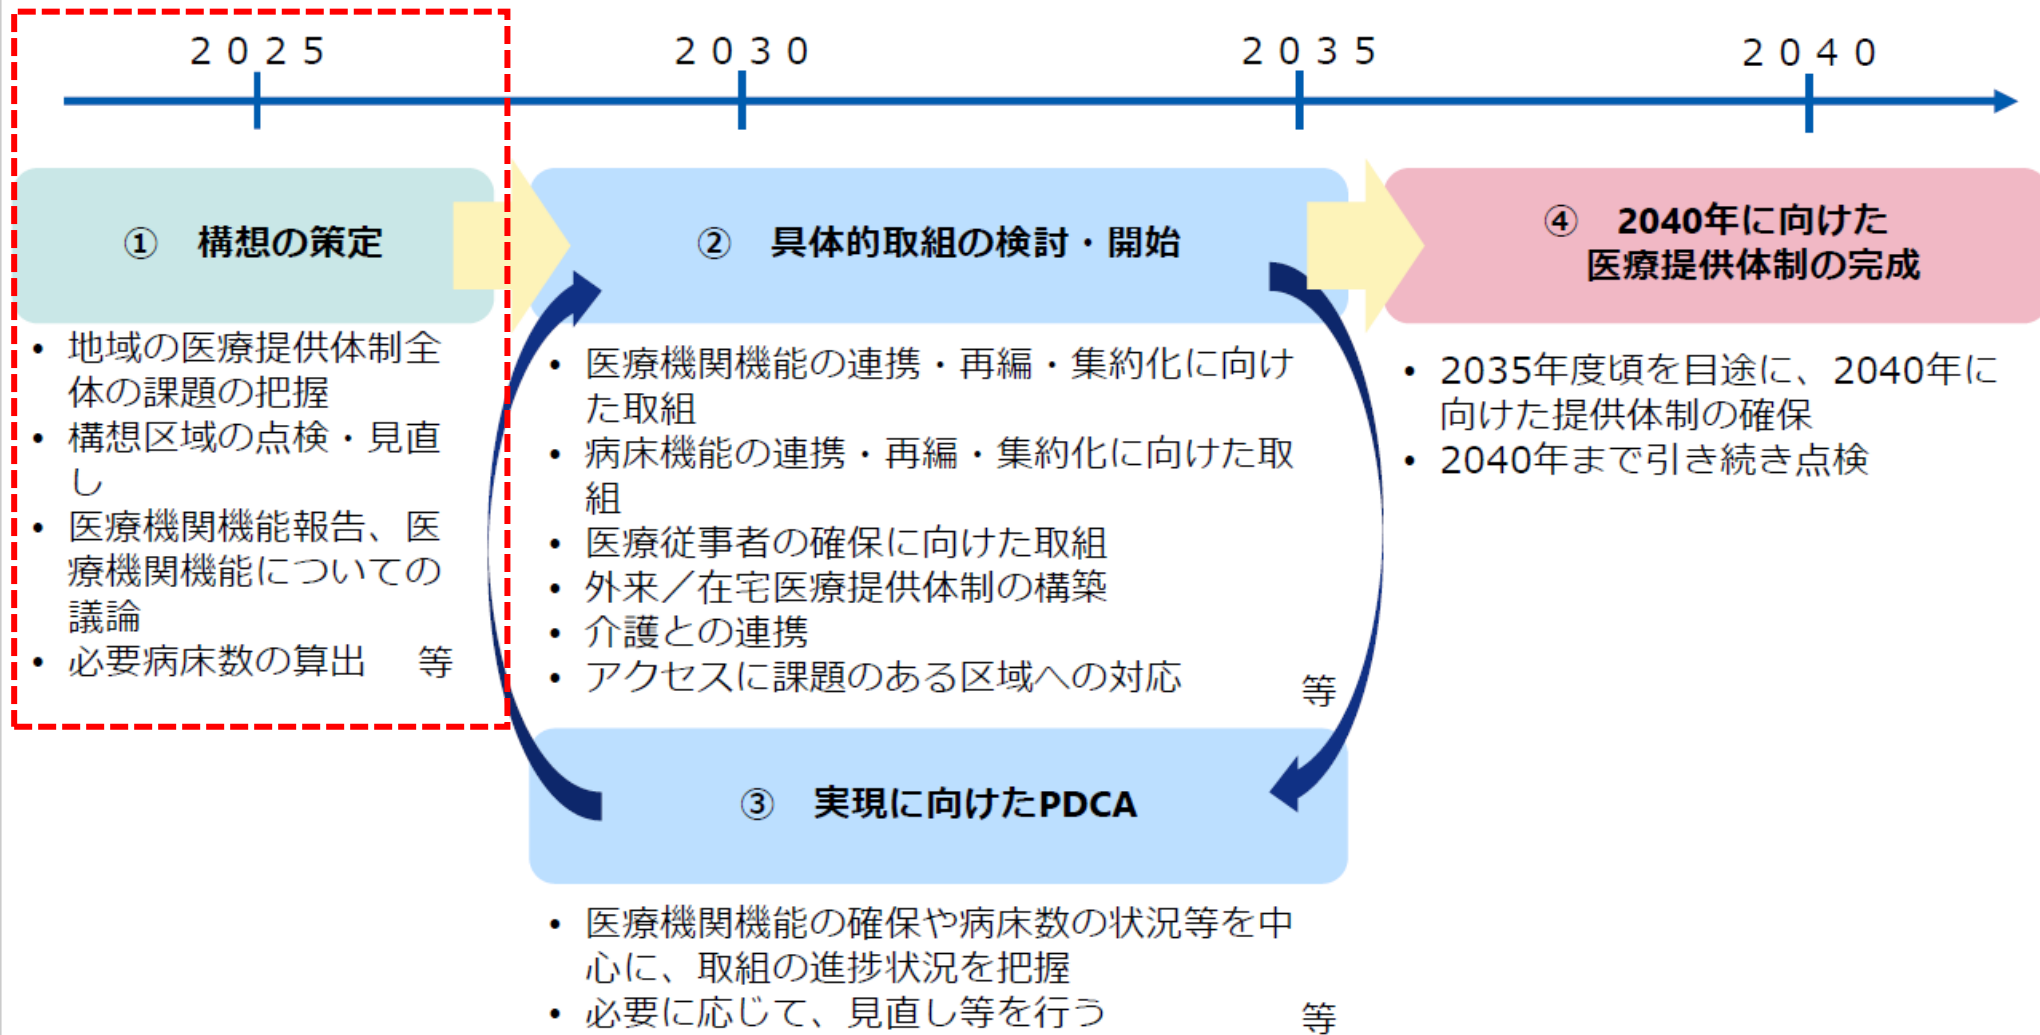 ２０２５
２０３０
２０３５
２０４０
①　構想の策定
②　具体的取組の検討・開始
④　2040年に向けた
医療提供体制の完成
• 地域の医療提供体制全
体の課題の把握
• 構想区域の点検・見直
し
• 医療機関機能報告、医
療機関機能についての
議論
• 必要病床数の算出　等
• 医療機関機能の連携・再編・集約化に向け
た取組
• 病床機能の連携・再編・集約化に向けた取
組
• 医療従事者の確保に向けた取組
• 外来／在宅医療提供体制の構築
• 介護との連携
• アクセスに課題のある区域への対応
等
• 2035年度頃を目途に、2040年に
向けた提供体制の確保
• 2040年まで引き続き点検
③　実現に向けたPDCA
• 医療機関機能の確保や病床数の状況等を中
心に、取組の進捗状況を把握
• 必要に応じて、見直し等を行う
等